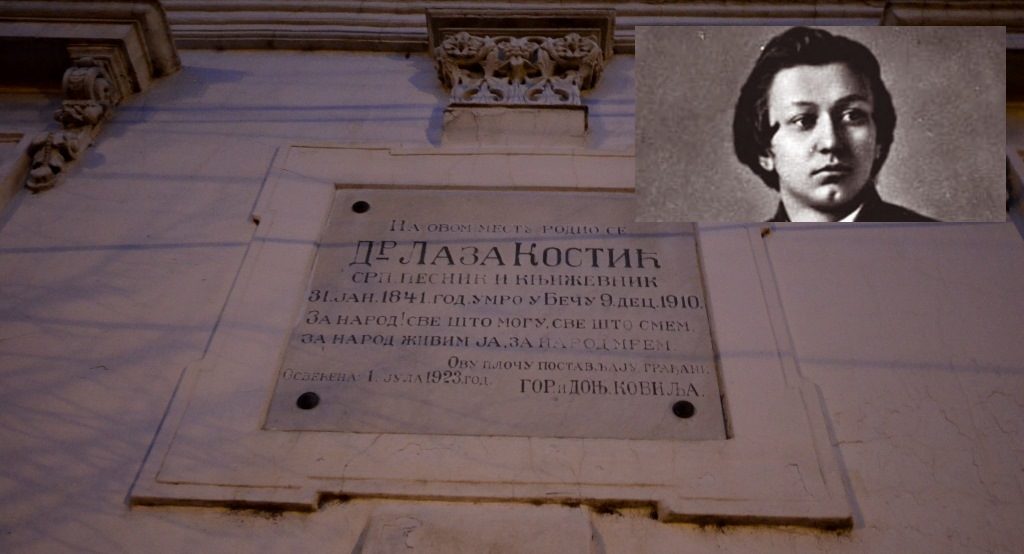 На овом месту родио се
Др Лаза Костић
срп. песник и књижевник
31. јан. 1841. год. умро у Бечу 9. дец. 1910.
За народ! све што могу, све што смем.
за народ живим ја, за народ мрем.
Ову плочу постављају грађани
Освећена 1. јула 1923. год.
ГОР. и ДОЊ. КОВИЉА.